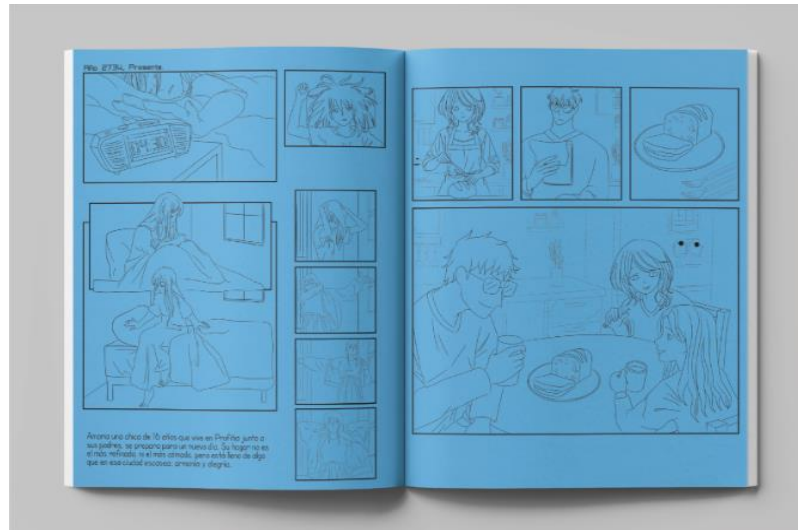 Año 2734, Presente.
04:30
una chica de 16 años que vive en junto a
sus padres, se prepara para un nuevo día. Su hogar no es
el más refinado, ni el más cómodo, pero está lleno de algo
que en esa ciudad escasea: armonía y alegría.